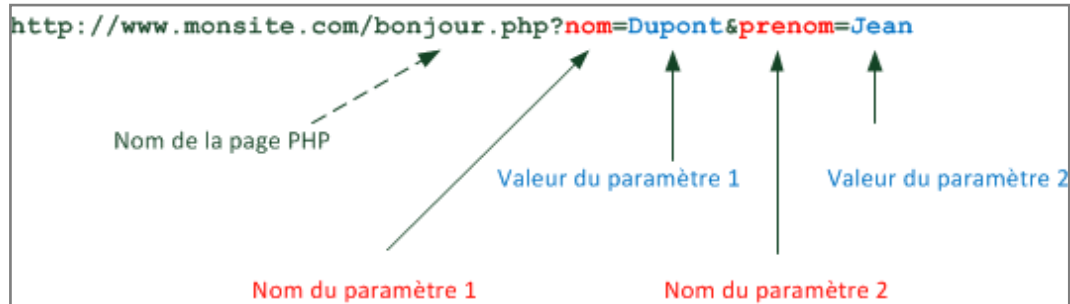 http://www.monsite.com/bonjour.php?nom=Dupont&prenom=Jean
Nom de la page PHP
Valeur du paramètre 1
Valeur du paramètre 2
Nom du paramètre 1
Nom du paramètre 2